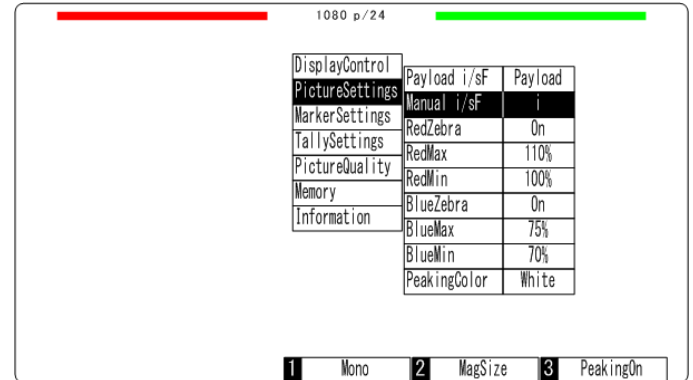 1080 p/24
DisplayControl
PictureSettings
MarkerSettings
TallySettings
PictureQuality
Memory
Information
Payload i/sF Payload
Manual i/sF i
RedZebra On
RedMax 110%
RedMin 100%
BlueZebra On
BlueMax 75%
BlueMin 70%
PeakingColor White
1 Mono 2 MagSize 3 PeakingOn